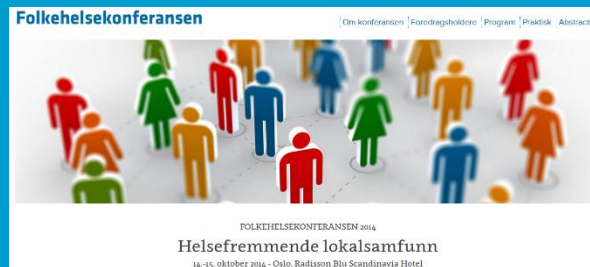 Folkehelsekonferansen
Om konferansen Foredragsholdere Program Praktisk Abstracts
FOLKEHELSEKONFERANSEN 2014
Helsefremmende lokalsamfunn
14.-15. oktober 2014 - Oslo, Radisson Blu Scandinavia Hotel